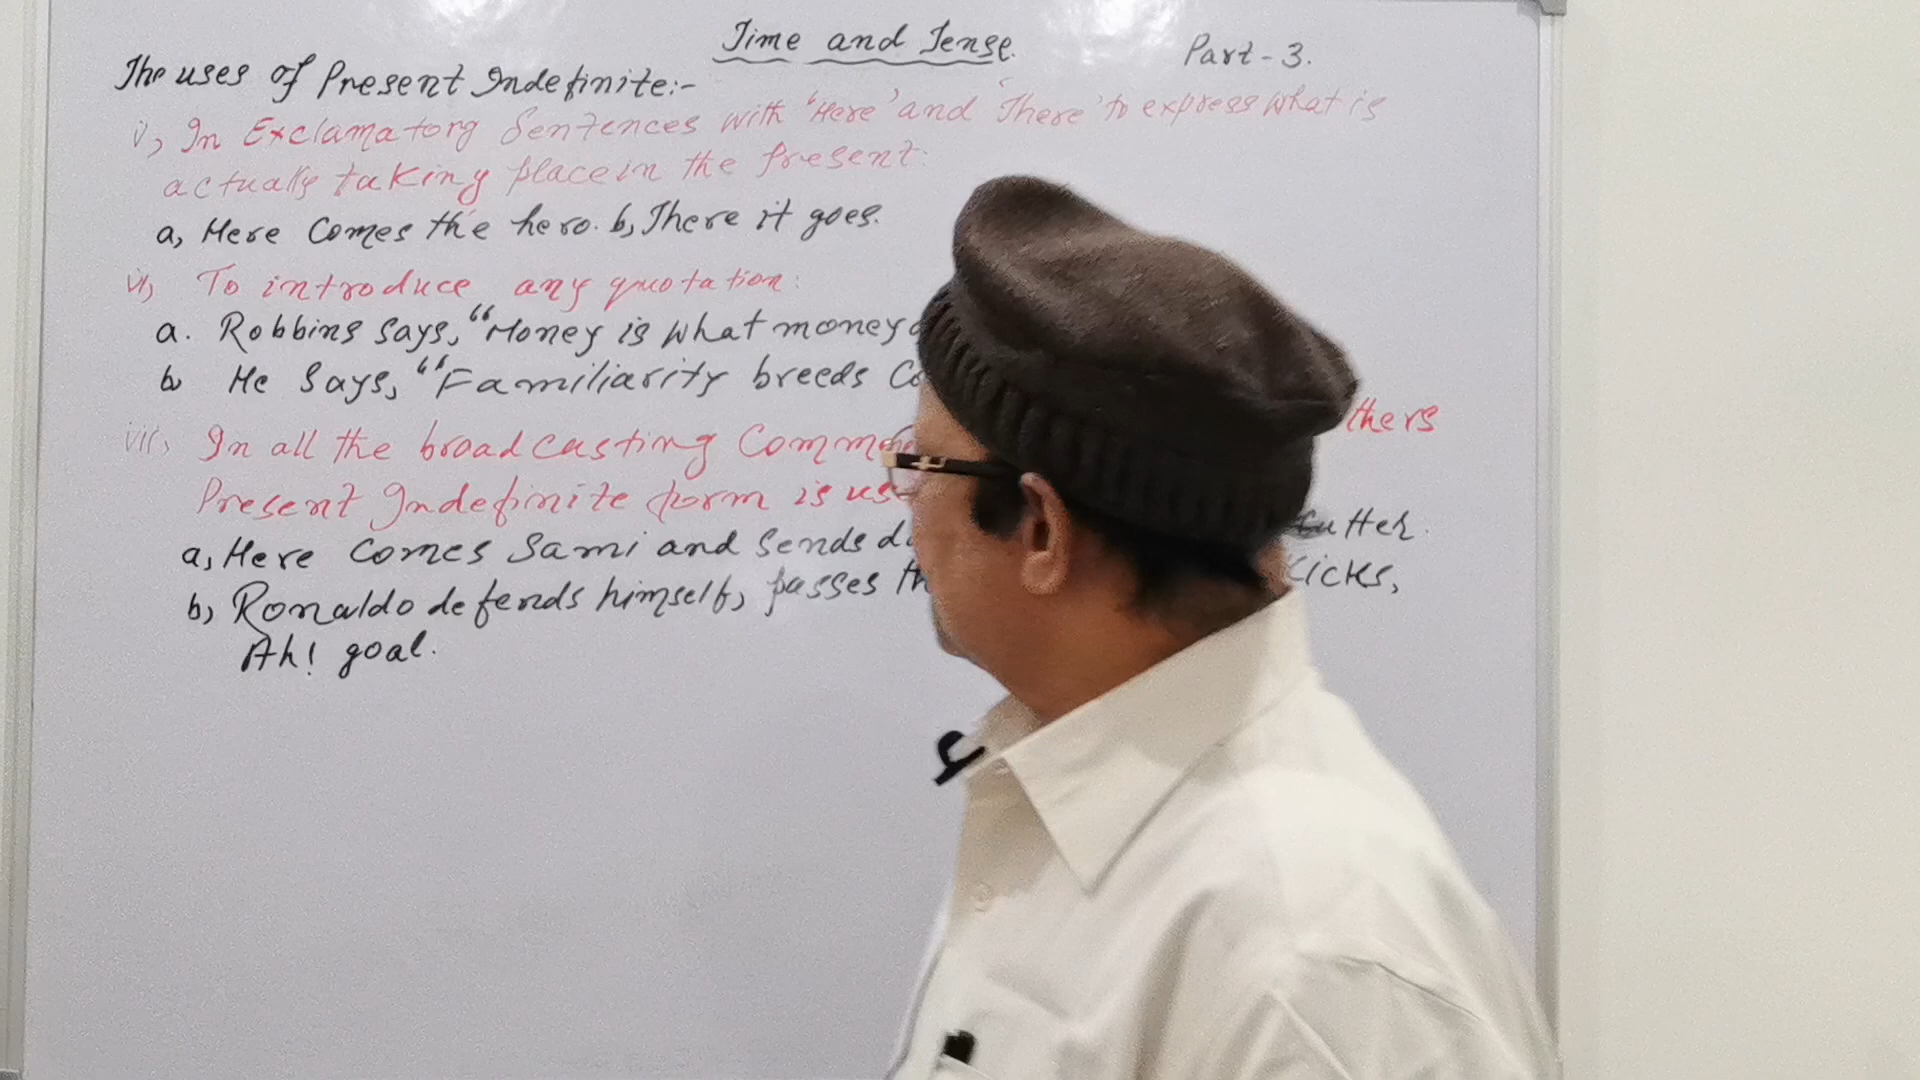 Time and Tense.
Part-3.
The uses of Present Indefinite:-
v, In Exclamatory Sentences with 'Here' and 'There' to express what is
actually taking place in the present:
a, Here Comes the hero. b, There it goes.
vi, To introduce any quotation:
a. Robbins says, "Money is what money
b He Says, "Familiarity breeds
vii, In all the broadcasting thers
Present Indefinite form is
a, Here Comes Sami and Sends Cutter.
b, Ronaldo defends himself, passes Kicks,
Ah! goal.